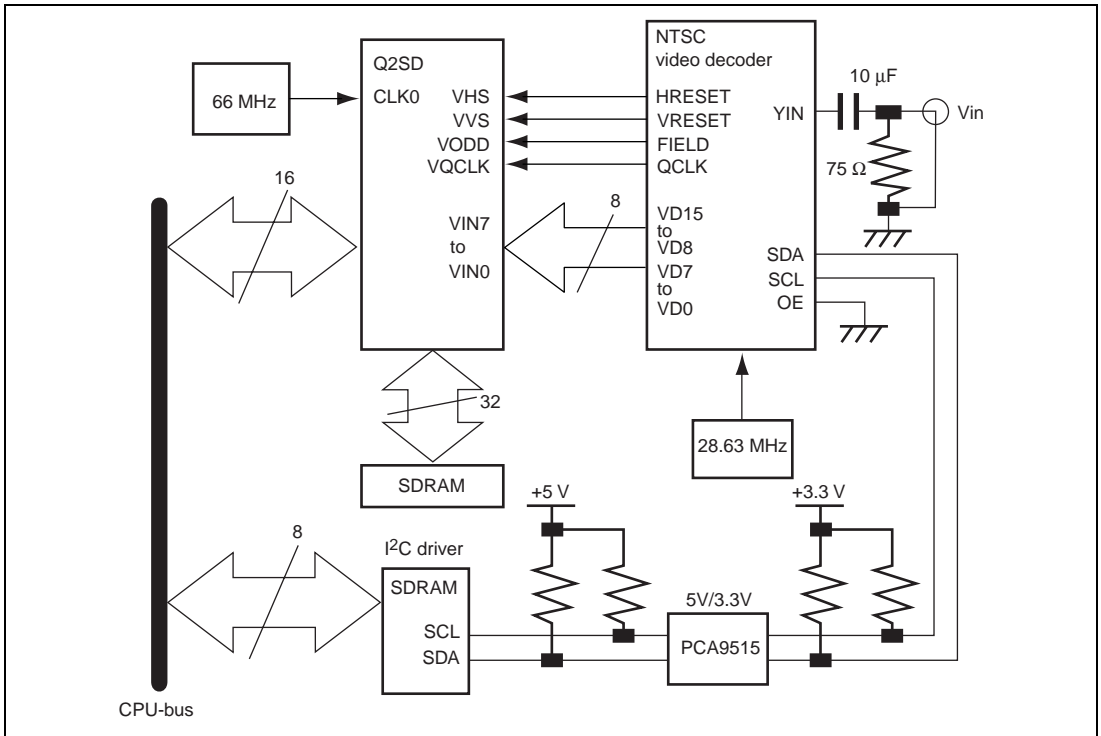 NTSC
video decoder
Q2SD
66 MHz
CLK0
VHS
VVS
VODD
VQCLK
HRESET
VRESET
FIELD
QCLK
YIN
10 μF
Vin
75 Ω
16
VIN7
to
VIN0
8
VD15
to
VD8
VD7
to
VD0
SDA
SCL
OE
32
SDRAM
28.63 MHz
+5 V
+3.3 V
8
I²C driver
SDRAM
SCL
SDA
5V/3.3V
PCA9515
CPU-bus